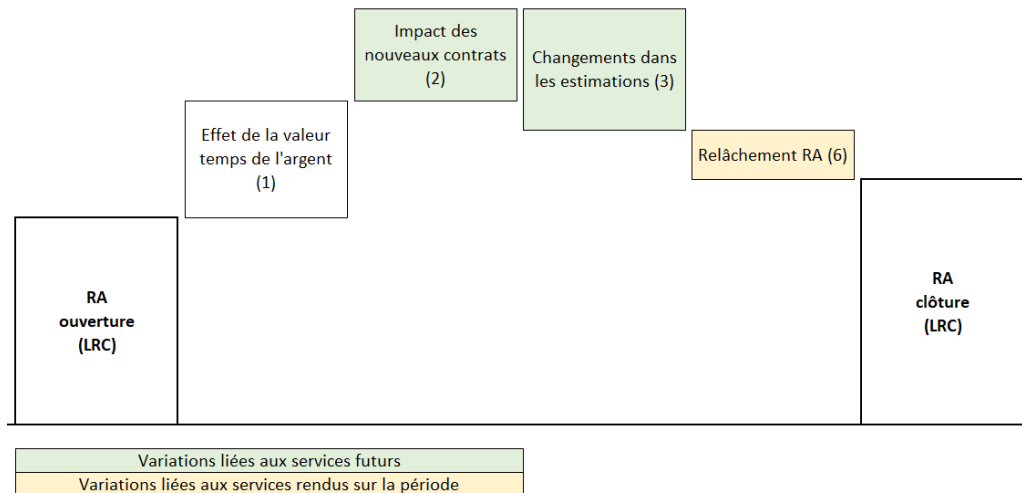 Impact des
nouveaux contrats
(2)
Changements dans
les estimations (3)
Effet de la valeur
temps de l'argent
(1)
Relâchement RA (6)
RA
ouverture
(LRC)
RA
clôture
(LRC)
Variations liées aux services futurs
Variations liées aux services rendus sur la période